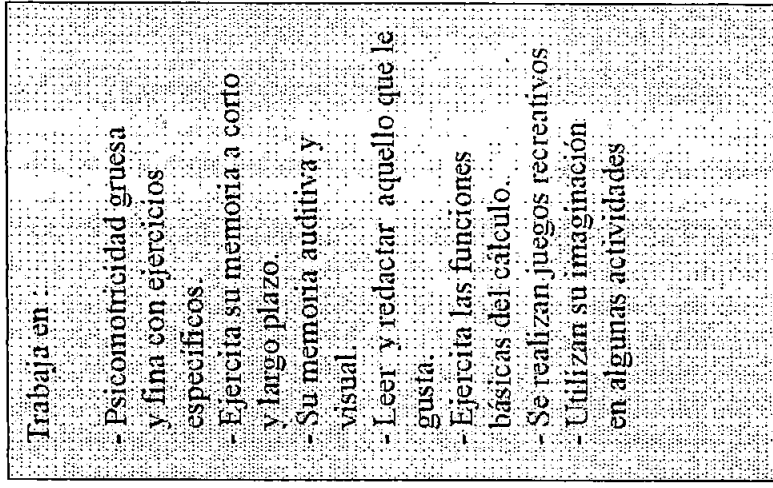 Trabaja en :
- Psicomotricidad gruesa
y fina con ejercicios
específicos.
- Ejercita su memoria a corto
y largo plazo.
- Su memoria auditiva y
visual.
- Leer y redactar aquello que le
gusta.
- Ejercita las funciones
básicas del cálculo.
- Se realizan juegos recreativos
- Utilizan su imaginación
en algunas actividades